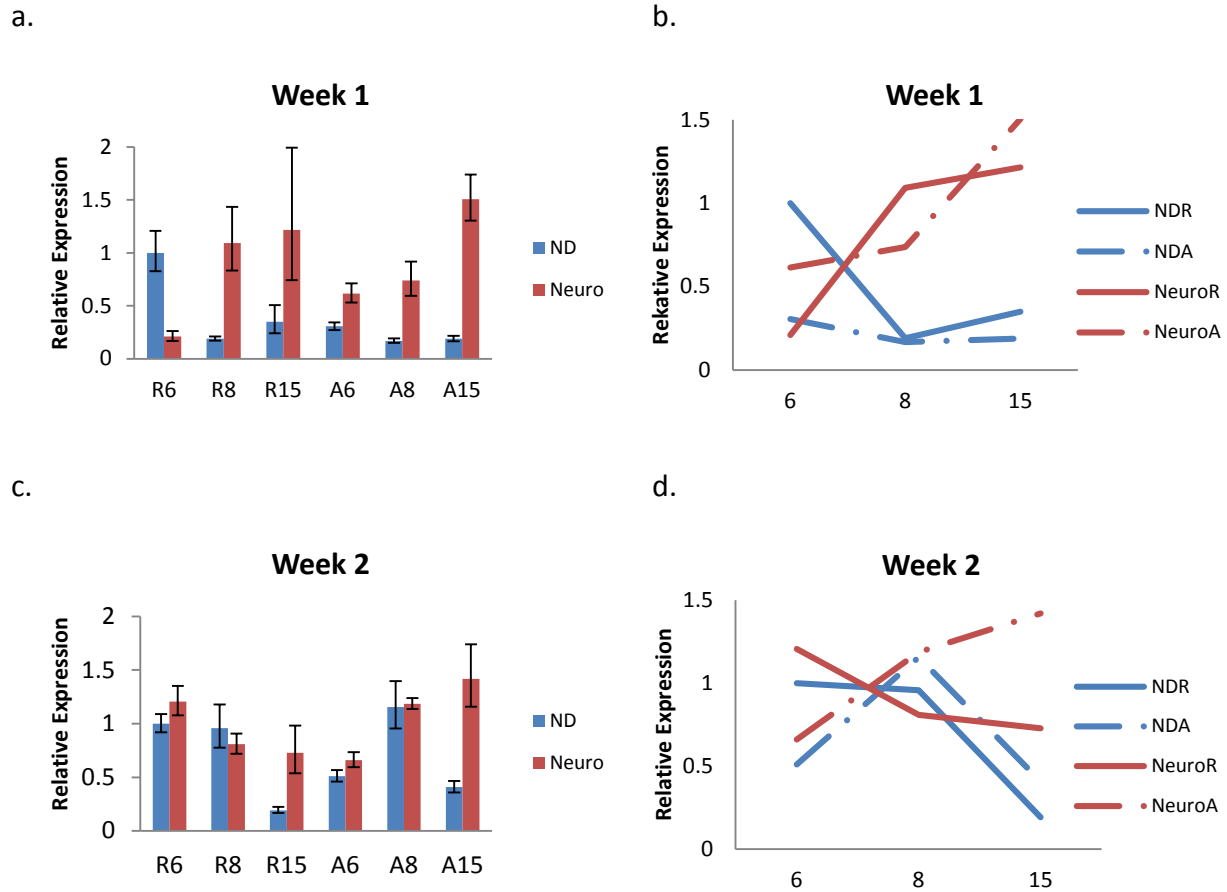 a.
Week 1
Relative Expression
2
1.5
1
0.5
0
R6 R8 R15 A6 A8 A15
ND
Neuro
b.
Week 1
Rekative Expression
1.5
1
0.5
0
6 8 15
NDR
NDA
NeuroR
NeuroA
c.
Week 2
Relative Expression
2
1.5
1
0.5
0
R6 R8 R15 A6 A8 A15
ND
Neuro
d.
Week 2
Relative Expression
1.5
1
0.5
0
6 8 15
NDR
NDA
NeuroR
NeuroA